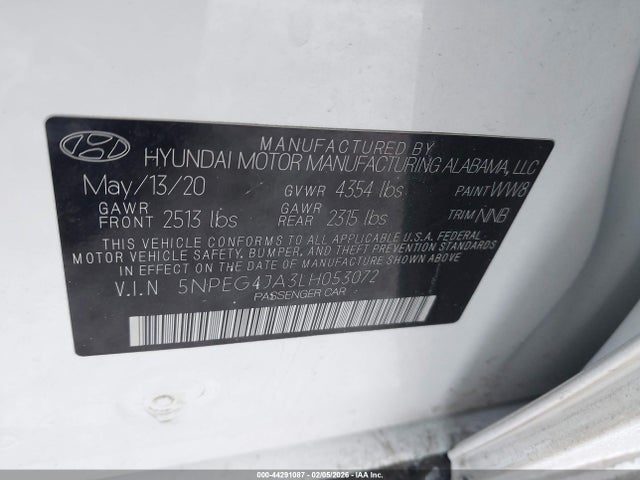 MANUFACTURED BY
HYUNDAI MOTOR MANUFACTURING ALABAMA, LLC
May/13/20 GVWR 4354 lbs PAINT WW8
GAWR FRONT 2513 lbs GAWR REAR 2315 lbs TRIM NNB
THIS VEHICLE CONFORMS TO ALL APPLICABLE U.S.A. FEDERAL
MOTOR VEHICLE SAFETY, BUMPER, AND THEFT PREVENTION
STANDARDS IN EFFECT ON THE DATE OF MANUFACTURE SHOWN ABOVE
V.I.N 5NPEG4JA3LH053072
PASSENGER CAR
000-44291087 - 02/05/2026 - COPART, INC.